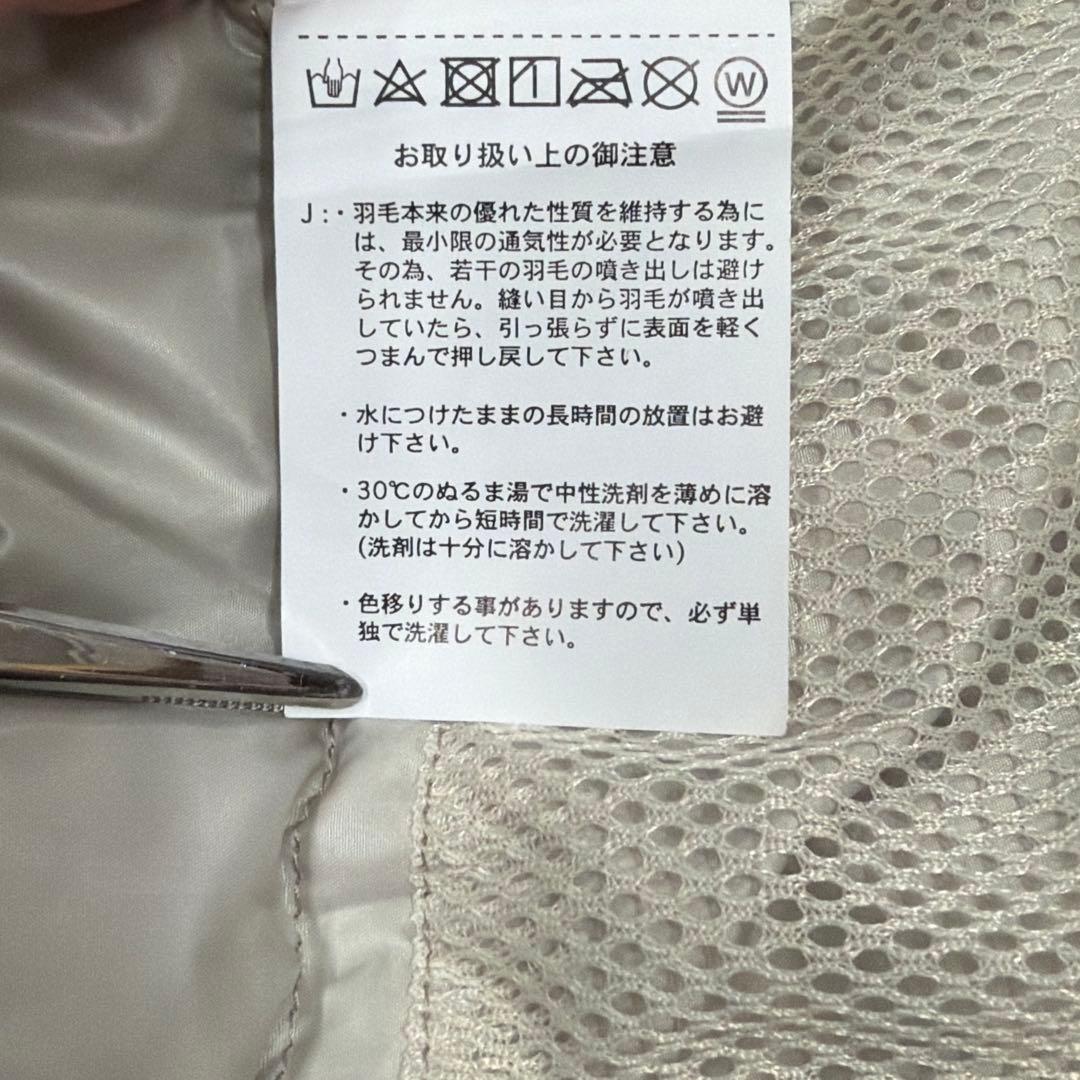 W
お取り扱い上の御注意
J:・羽毛本来の優れた性質を維持する為に
は、最小限の通気性が必要となります。
その為、若干の羽毛の噴き出しは避け
られません。縫い目から羽毛が噴き出
していたら、引っ張らずに表面を軽く
つまんで押し戻して下さい。
・水につけたままの長時間の放置はお避
け下さい。
・30℃のぬるま湯で中性洗剤を薄めに溶
かしてから短時間で洗濯して下さい。
(洗剤は十分に溶かして下さい)
・色移りする事がありますので、必ず単
独で洗濯して下さい。